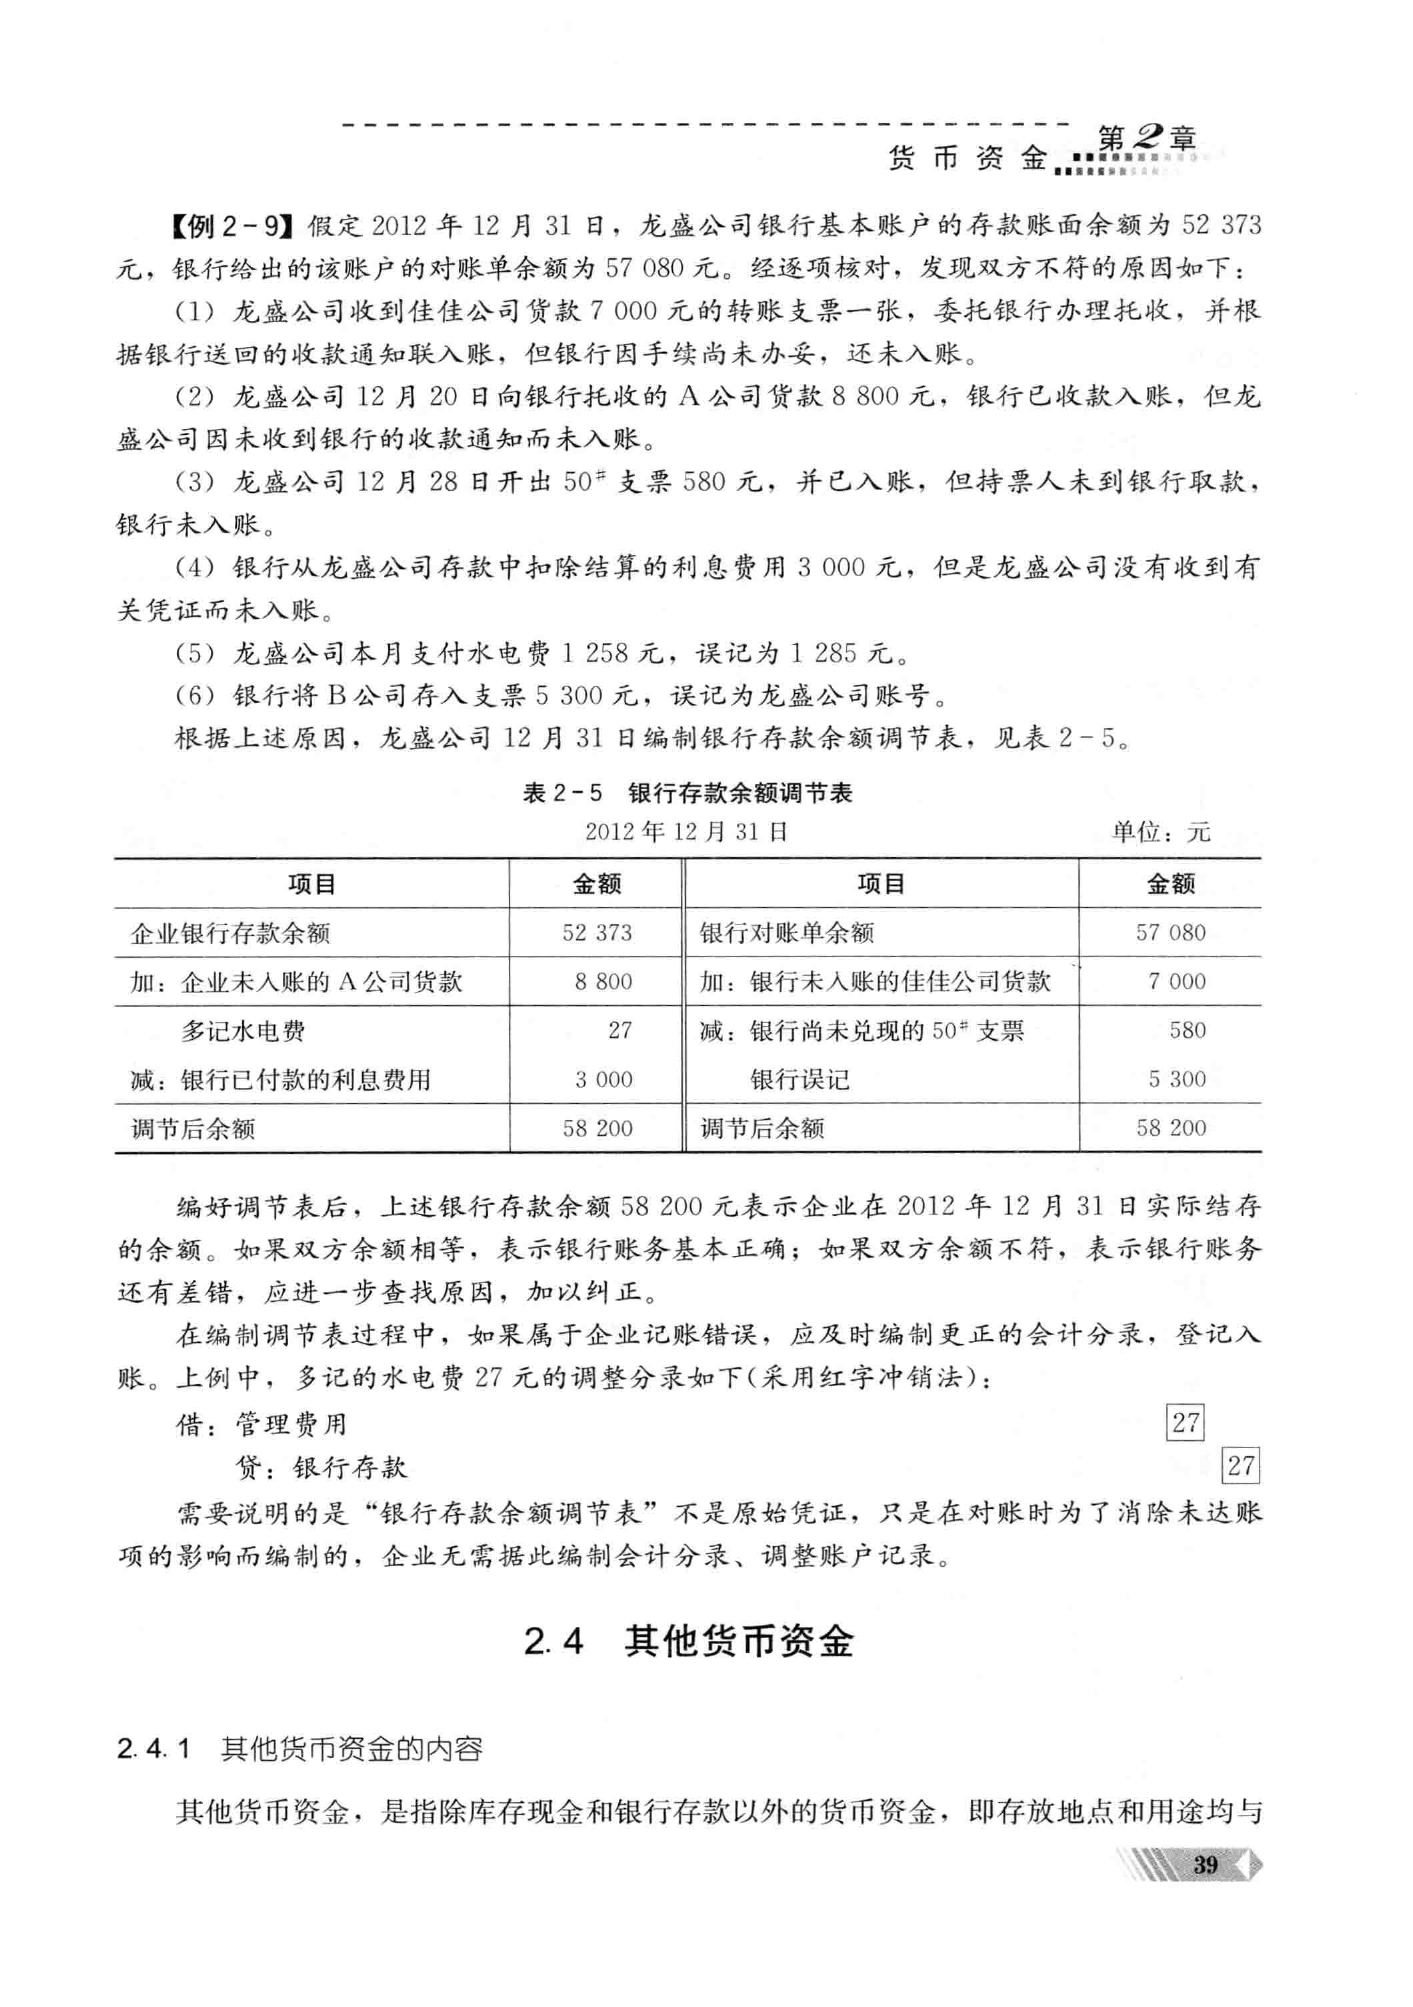 第2章
货币资金
【例2-9】假定2012年12月31日，龙盛公司银行基本账户的存款账面余额为52 373
元，银行给出的该账户的对账单余额为57 080元。经逐项核对，发现双方不符的原因如下：
（1）龙盛公司收到佳佳公司货款7 000元的转账支票一张，委托银行办理托收，并根
据银行送回的收款通知联入账，但银行因手续尚未办妥，还未入账。
（2）龙盛公司12月20日向银行托收的A公司货款8 800元，银行已收款入账，但龙
盛公司因未收到银行的收款通知而未入账。
（3）龙盛公司12月28日开出50#支票580元，并已入账，但持票人未到银行取款，
银行未入账。
（4）银行从龙盛公司存款中扣除结算的利息费用3 000元，但是龙盛公司没有收到有
关凭证而未入账。
（5）龙盛公司本月支付水电费1 258元，误记为1 285元。
（6）银行将B公司存入支票5 300元，误记为龙盛公司账号。
根据上述原因，龙盛公司12月31日编制银行存款余额调节表，见表2-5。
表2-5 银行存款余额调节表
2012年12月31日 单位：元
项目 金额 项目 金额
企业银行存款余额 52 373 银行对账单余额 57 080
加：企业未入账的A公司货款 8 800 加：银行未入账的佳佳公司货款 7 000
多记水电费 27 减：银行尚未兑现的50#支票 580
减：银行已付款的利息费用 3 000 银行误记 5 300
调节后余额 58 200 调节后余额 58 200
编好调节表后，上述银行存款余额58 200元表示企业在2012年12月31日实际结存
的余额。如果双方余额相等，表示银行账务基本正确；如果双方余额不符，表示银行账务
还有差错，应进一步查找原因，加以纠正。
在编制调节表过程中，如果属于企业记账错误，应及时编制更正的会计分录，登记入
账。上例中，多记的水电费27元的调整分录如下（采用红字冲销法）：
借：管理费用 27
贷：银行存款 27
需要说明的是“银行存款余额调节表”不是原始凭证，只是在对账时为了消除未达账
项的影响而编制的，企业无需据此编制会计分录、调整账户记录。
2.4 其他货币资金
2.4.1 其他货币资金的内容
其他货币资金，是指除库存现金和银行存款以外的货币资金，即存放地点和用途均与
39